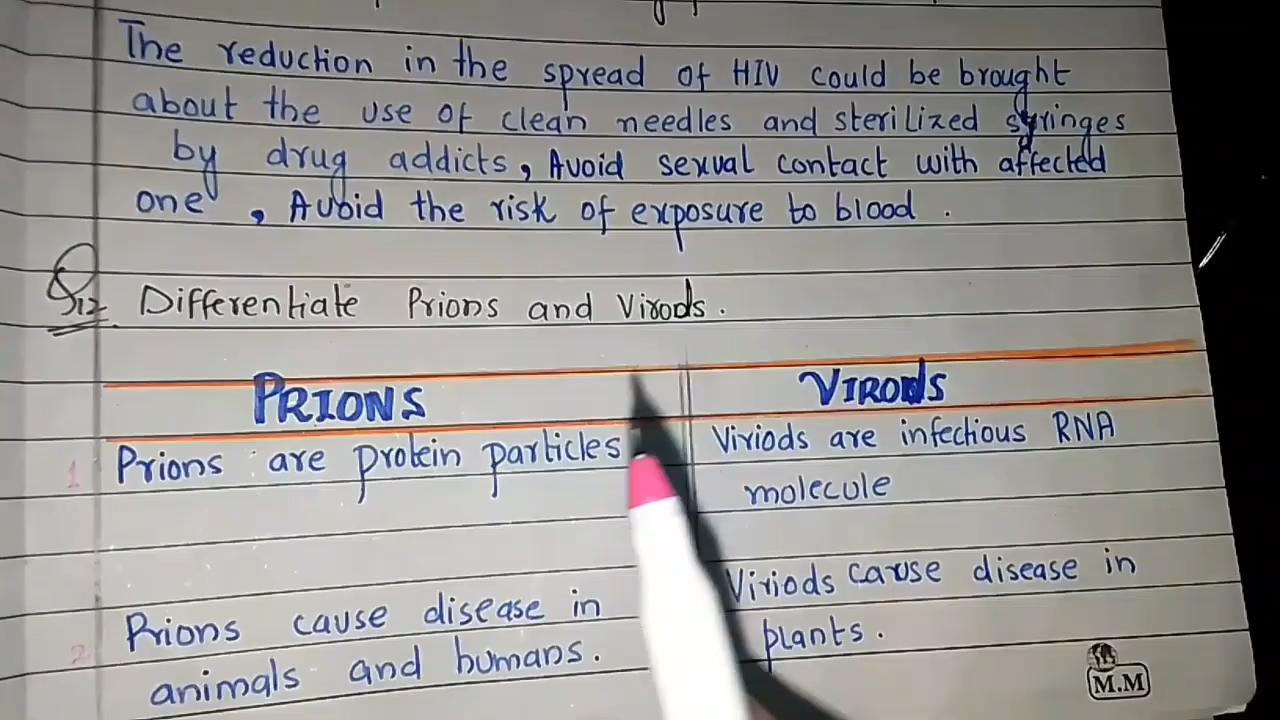 The reduction in the spread of HIV could be brought
about the use of clean needles and sterilized syringes
by drug addicts, Avoid sexual contact with affected
one, Avoid the risk of exposure to blood.
Q12. Differentiate Prions and Virods.
PRIONS
VIRODS
1 Prions are protein particles
Viriods are infectious RNA
molecule
2 Prions cause disease in
animals and humans.
Viriods cause disease in
plants.
M.M